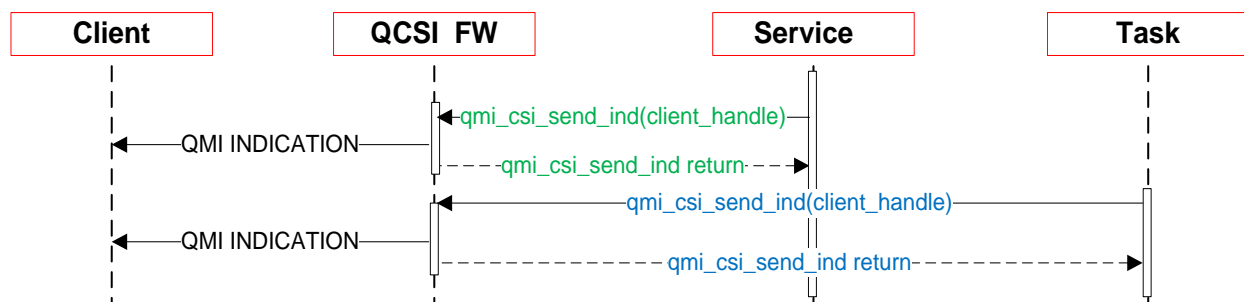 Client
QCSI FW
Service
Task
qmi_csi_send_ind(client_handle)
QMI INDICATION
qmi_csi_send_ind return
qmi_csi_send_ind(client_handle)
QMI INDICATION
qmi_csi_send_ind return